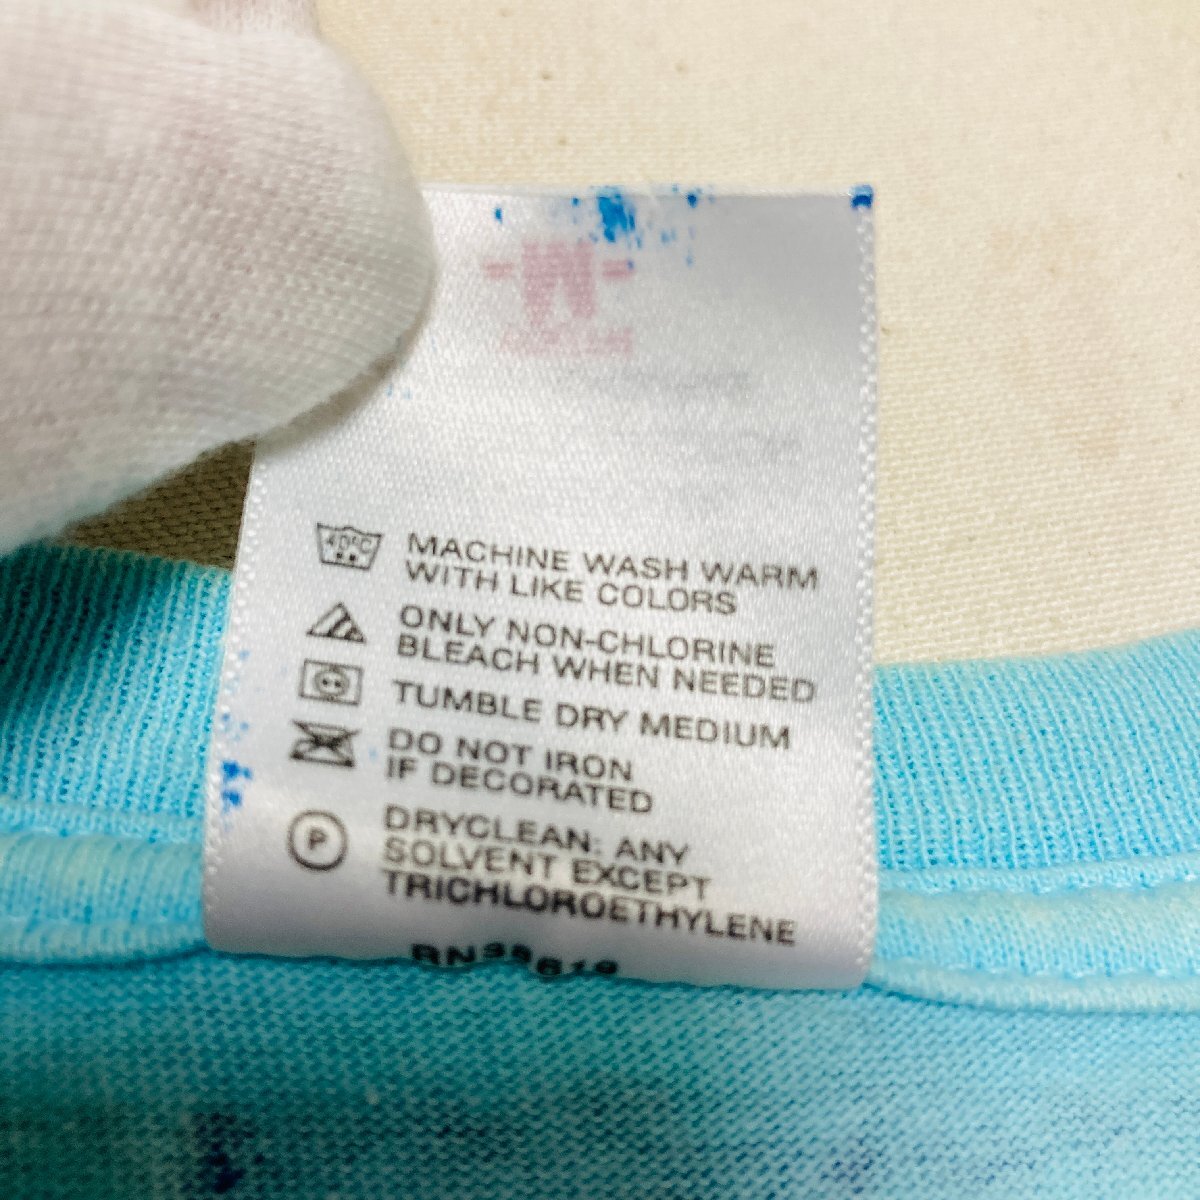 40°C
MACHINE WASH WARM
WITH LIKE COLORS
ONLY NON-CHLORINE
BLEACH WHEN NEEDED
TUMBLE DRY MEDIUM
DO NOT IRON
IF DECORATED
P
DRYCLEAN: ANY
SOLVENT EXCEPT
TRICHLOROETHYLENE